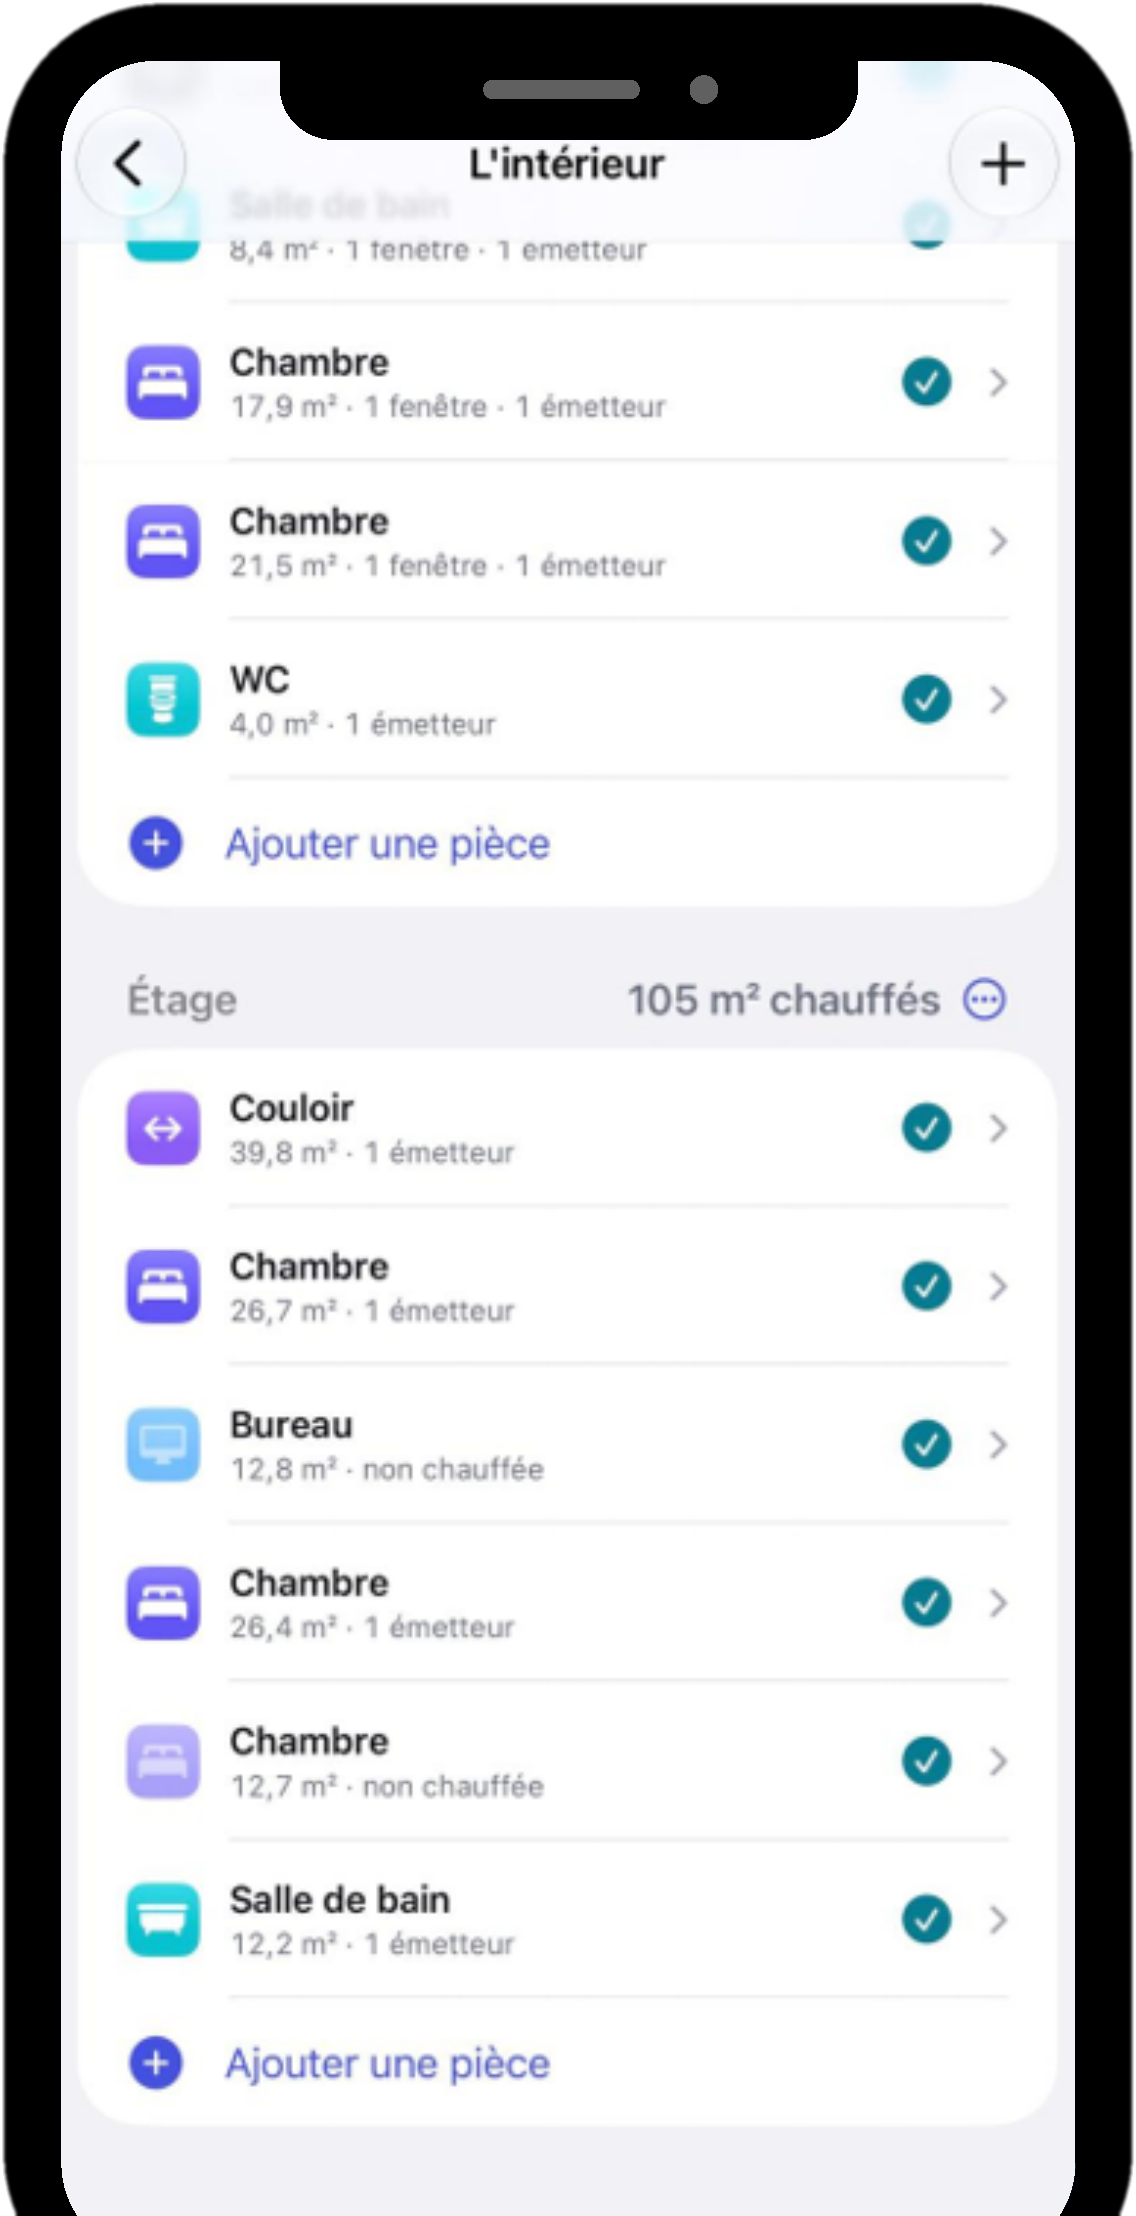 L'intérieur
Salle de bain
8,4 m² · 1 fenêtre · 1 émetteur
Chambre
17,9 m² · 1 fenêtre · 1 émetteur
Chambre
21,5 m² · 1 fenêtre · 1 émetteur
WC
4,0 m² · 1 émetteur
Ajouter une pièce
Étage 105 m² chauffés
Couloir
39,8 m² · 1 émetteur
Chambre
26,7 m² · 1 émetteur
Bureau
12,8 m² · non chauffée
Chambre
26,4 m² · 1 émetteur
Chambre
12,7 m² · non chauffée
Salle de bain
12,2 m² · 1 émetteur
Ajouter une pièce